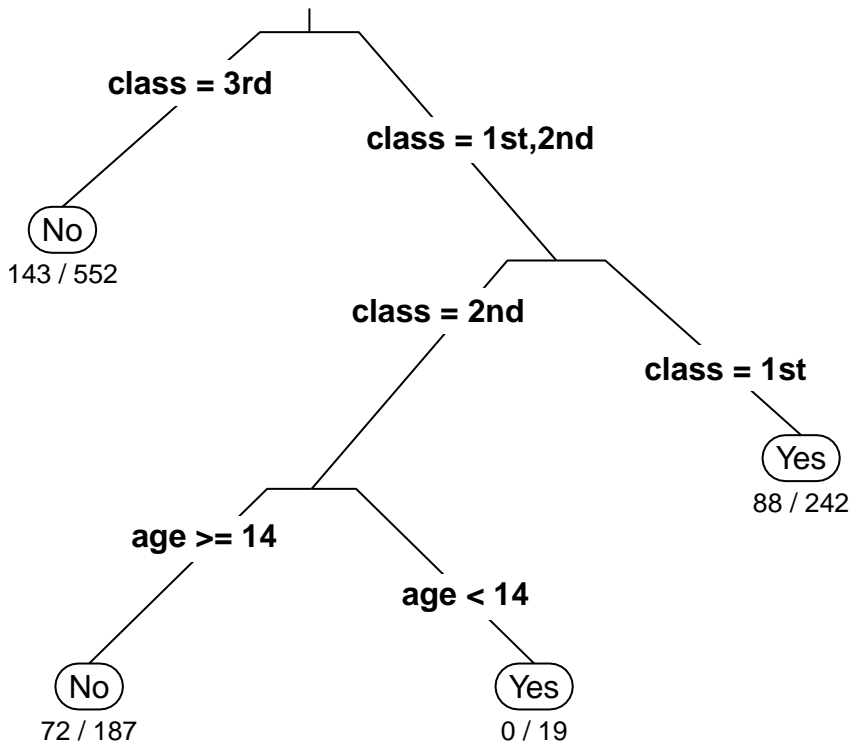 class = 3rd
class = 1st,2nd
No
143 / 552
class = 2nd
class = 1st
Yes
88 / 242
age >= 14
age < 14
No
72 / 187
Yes
0 / 19